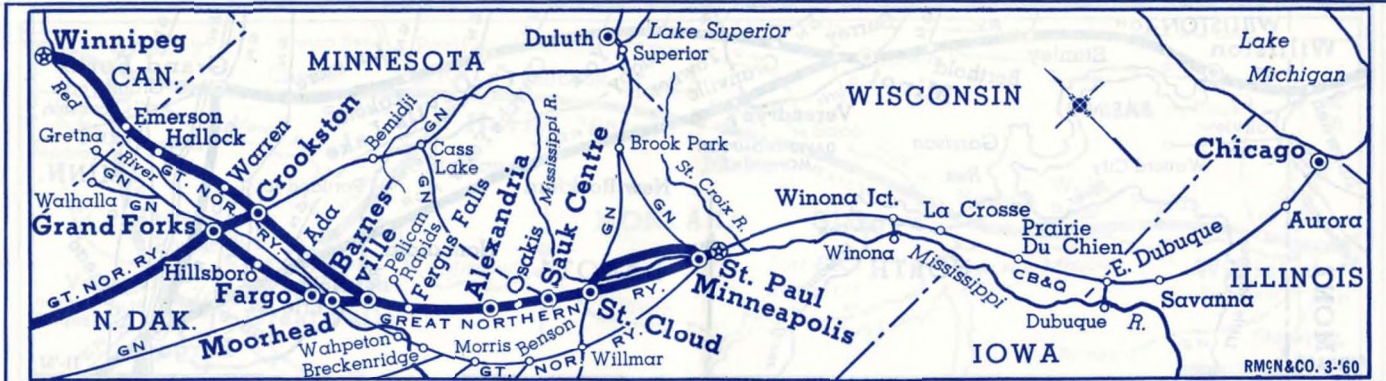 Winnipeg
CAN.
Red
River
Gretna
Emerson
Hallock
GT. NOR. RY.
Warren
Crookston
Walhalla
GN
GN
Grand Forks
GT. NOR. RY.
Hillsboro
Fargo
N. DAK.
GN
Moorhead
Ada
Barnes-
ville
MINNESOTA
Bemidji
GN
Cass
Lake
GN
Pelican
Rapids
Fergus Falls
Alexandria
Osakis
Sauk Centre
Mississippi R.
GREAT NORTHERN RY.
Wahpeton
Breckenridge
Morris
Benson
GT. NOR. RY.
Willmar
St. Cloud
Duluth
Lake Superior
Superior
Brook Park
GN
GN
St. Croix R.
St. Paul
Minneapolis
WISCONSIN
Winona Jct.
Winona
La Crosse
Prairie
Du Chien
Mississippi
R.
CB&Q
E. Dubuque
Dubuque
IOWA
Savanna
ILLINOIS
Aurora
Chicago
Lake
Michigan
RMCN&CO. 3-'60